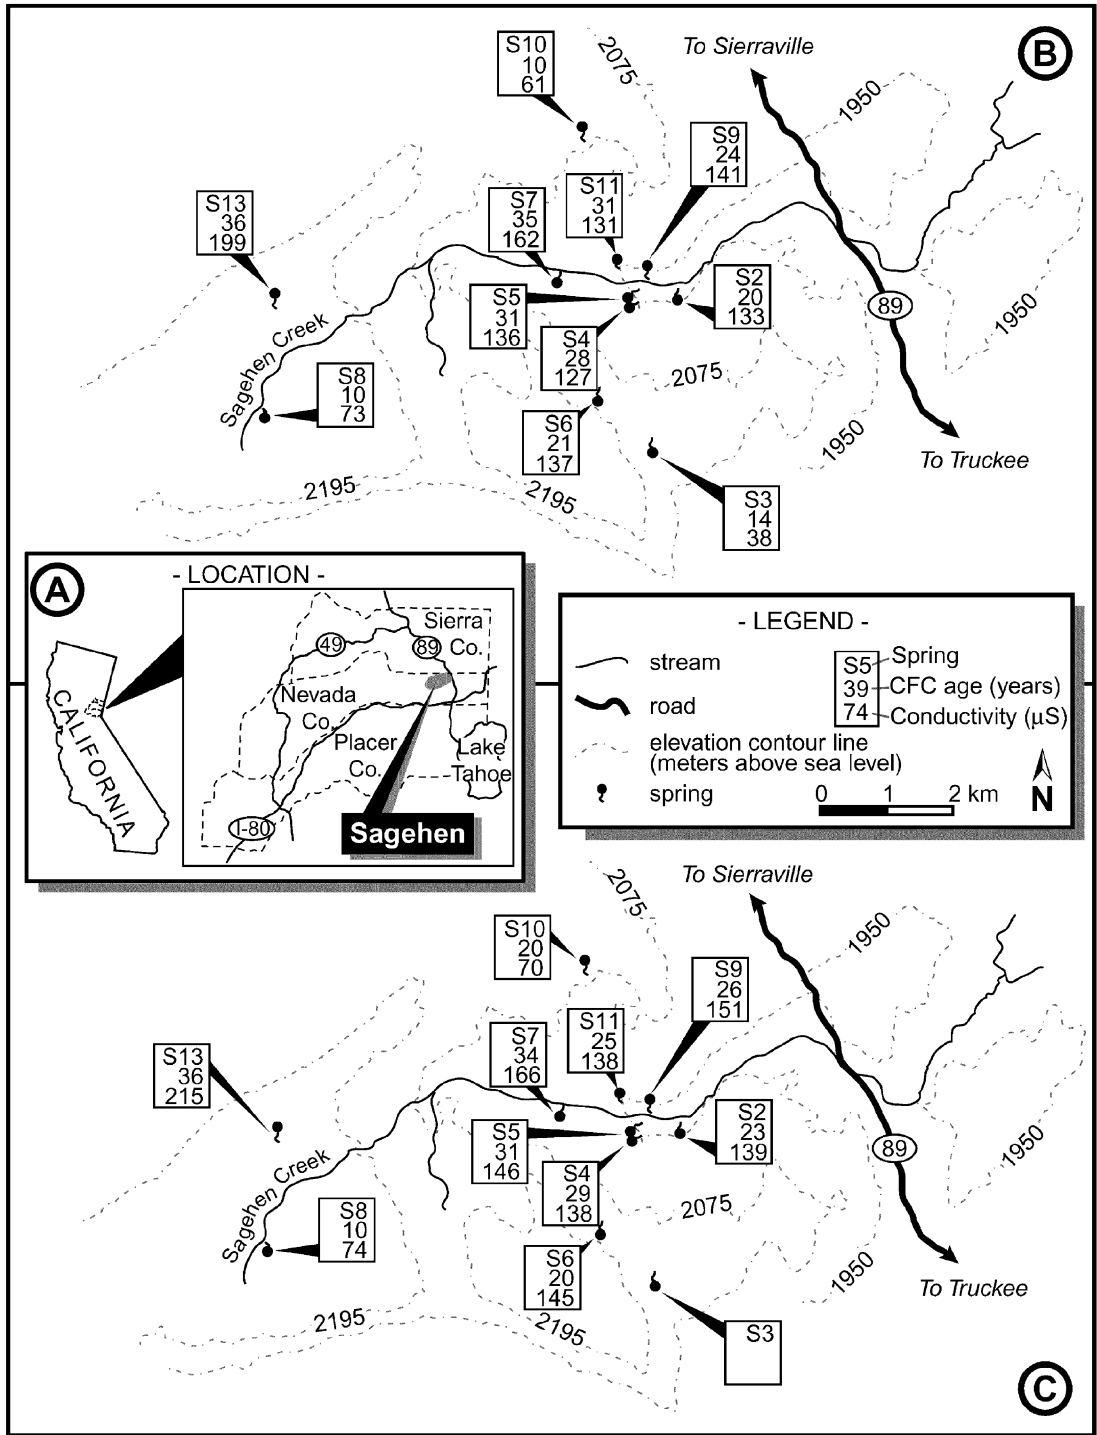 B
To Sierraville
2075
1950
S10
10
61
S9
24
141
S11
31
131
S7
35
162
S13
36
199
S2
20
133
S5
31
136
S4
28
127
89
1950
Sagehen Creek
S8
10
73
2075
S6
21
137
1950
To Truckee
2195
2195
S3
14
38
A
- LOCATION -
CALIFORNIA
49
89
Sierra
Co.
Nevada
Co.
Placer
Co.
Lake
Tahoe
I-80
Sagehen
- LEGEND -
stream
road
elevation contour line
(meters above sea level)
spring
S5
39
74
Spring
CFC age (years)
Conductivity (µS)
0 1 2 km
N
To Sierraville
2075
1950
S10
20
70
S9
26
151
S11
25
138
S7
34
166
S13
36
215
S2
23
139
S5
31
146
S4
29
138
89
1950
Sagehen Creek
S8
10
74
2075
S6
20
145
1950
To Truckee
2195
2195
S3
C